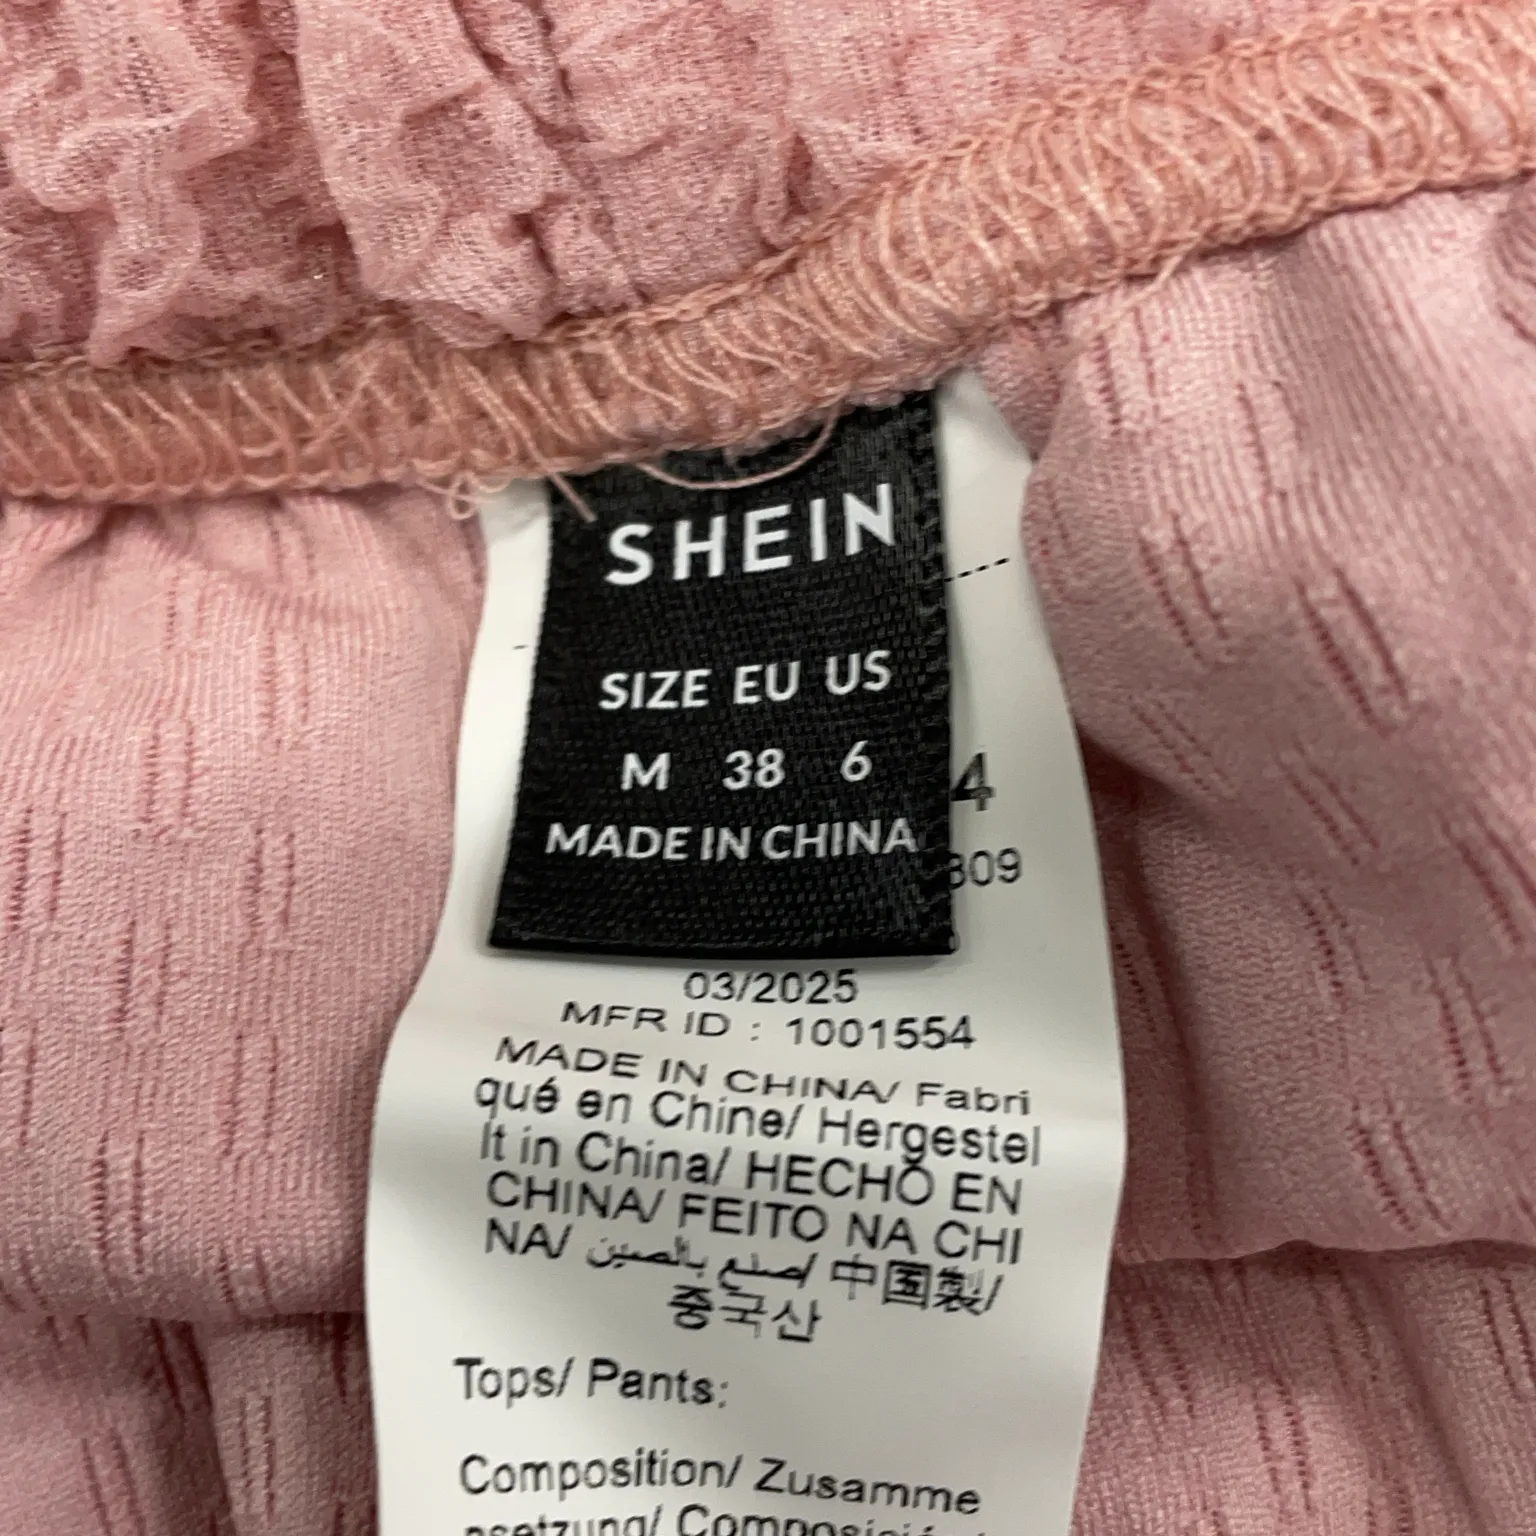 SHEIN
SIZE EU US
M 38 6
MADE IN CHINA
4
809
03/2025
MFR ID : 1001554
MADE IN CHINA/ Fabri
qué en Chine/ Hergestel
lt in China/ HECHO EN
CHINA/ FEITO NA CHI
NA/ صنع بالصين/ 中国製/
중국산
Tops/ Pants:
Composition/ Zusamme
nsetzung/